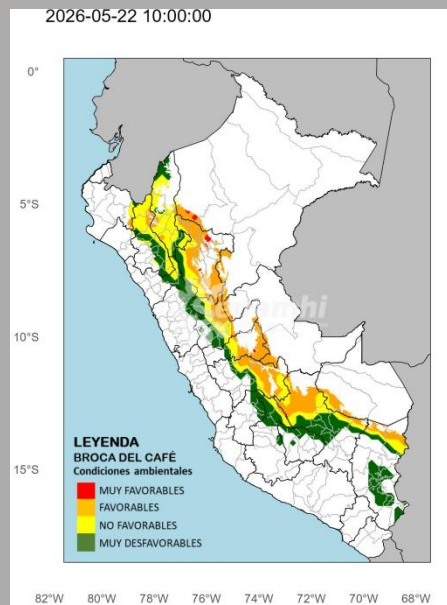 2026-05-22 10:00:00
0°
5°S
10°S
15°S
senamhi
LEYENDA
BROCA DEL CAFÉ
Condiciones ambientales
MUY FAVORABLES
FAVORABLES
NO FAVORABLES
MUY DESFAVORABLES
82°W 80°W 78°W 76°W 74°W 72°W 70°W 68°W